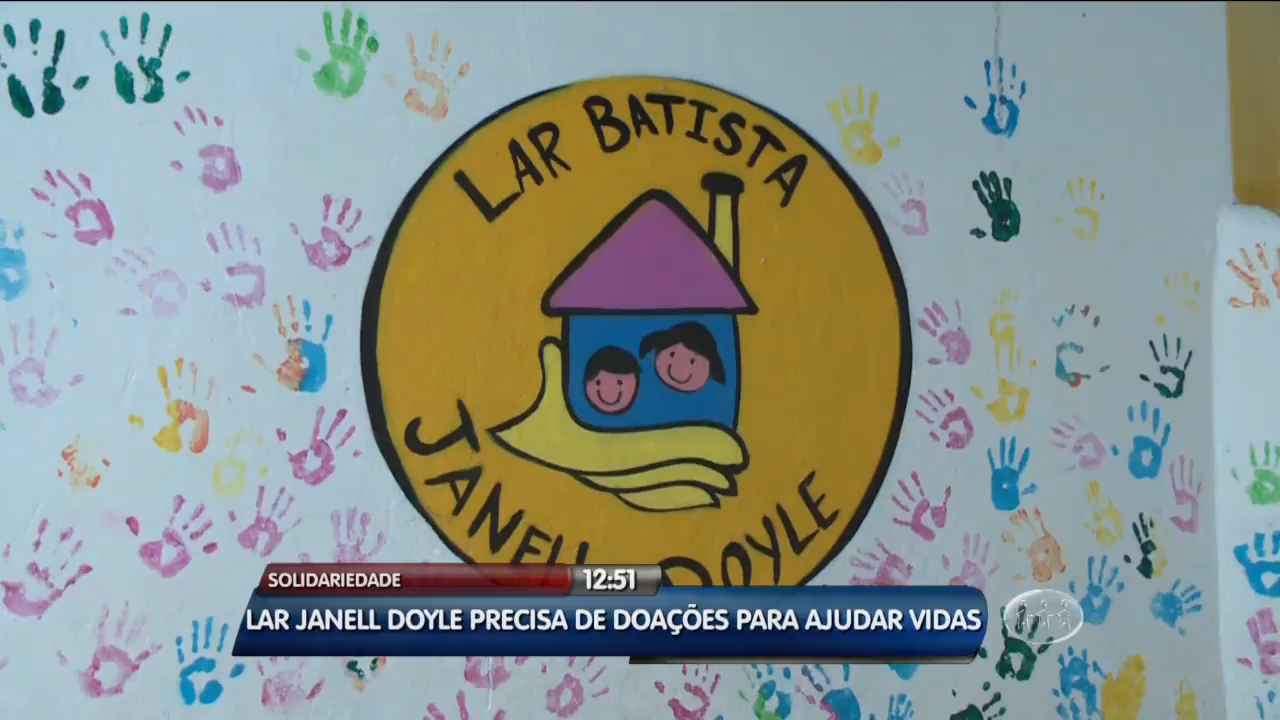 LAR BATISTA
JANELL DOYLE
SOLIDARIEDADE
12:51
LAR JANELL DOYLE PRECISA DE DOAÇÕES PARA AJUDAR VIDAS